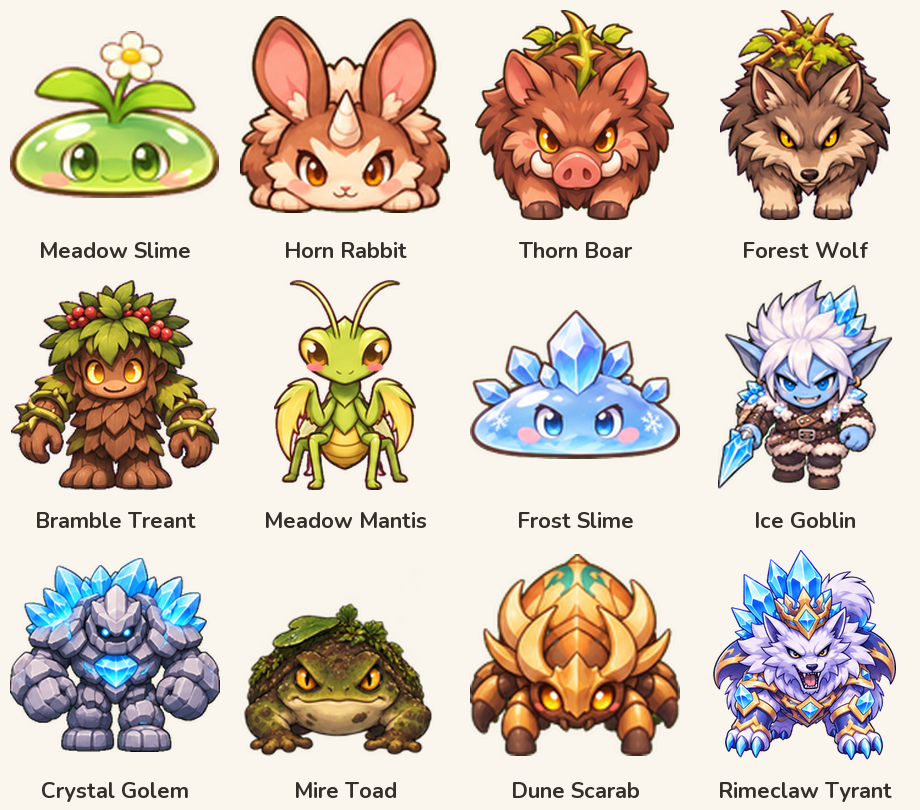 Meadow Slime
Horn Rabbit
Thorn Boar
Forest Wolf
Bramble Treant
Meadow Mantis
Frost Slime
Ice Goblin
Crystal Golem
Mire Toad
Dune Scarab
Rimeclaw Tyrant